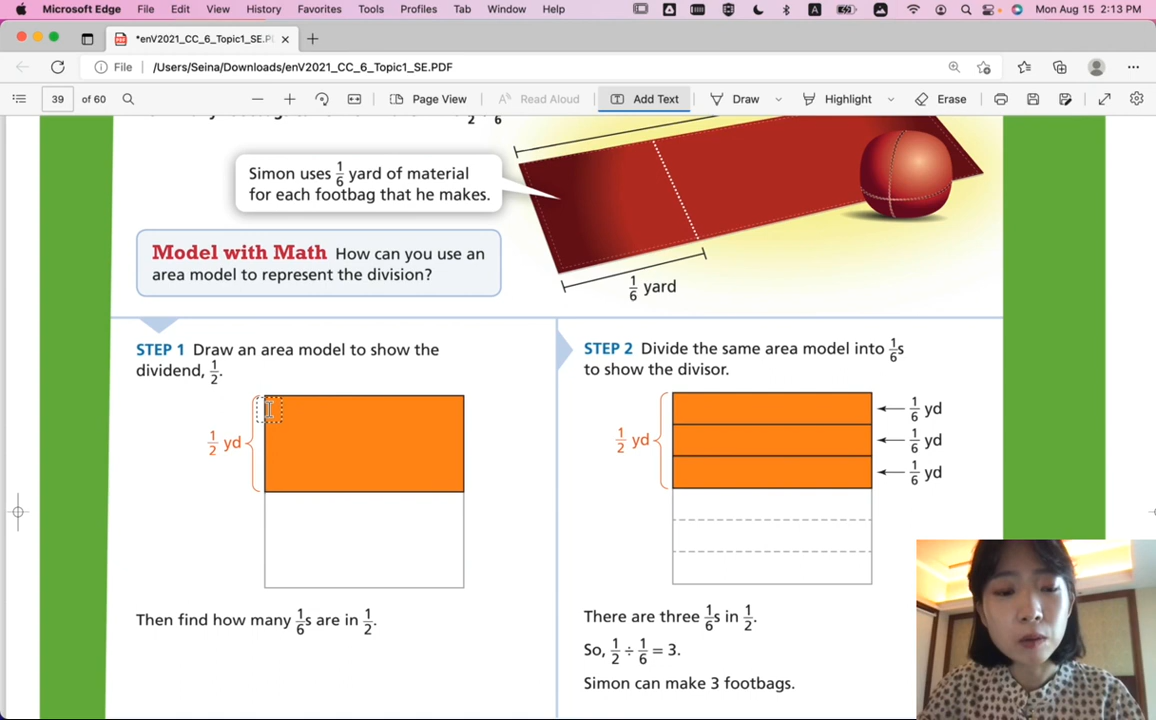 Microsoft Edge File Edit View History Favorites Tools Profiles Tab Window Help A Mon Aug 15 2:13 PM
PDF *enV2021_CC_6_Topic1_SE.P
File /Users/Seina/Downloads/enV2021_CC_6_Topic1_SE.PDF
39 of 60 Page View Read Aloud Add Text Draw Highlight Erase
2 6
Simon uses 1/6 yard of material
for each footbag that he makes.
Model with Math How can you use an
area model to represent the division?
1/6 yard
STEP 1 Draw an area model to show the
dividend, 1/2.
1/2 yd
Then find how many 1/6s are in 1/2.
STEP 2 Divide the same area model into 1/6s
to show the divisor.
1/2 yd
1/6 yd
1/6 yd
1/6 yd
There are three 1/6s in 1/2.
So, 1/2 ÷ 1/6 = 3.
Simon can make 3 footbags.